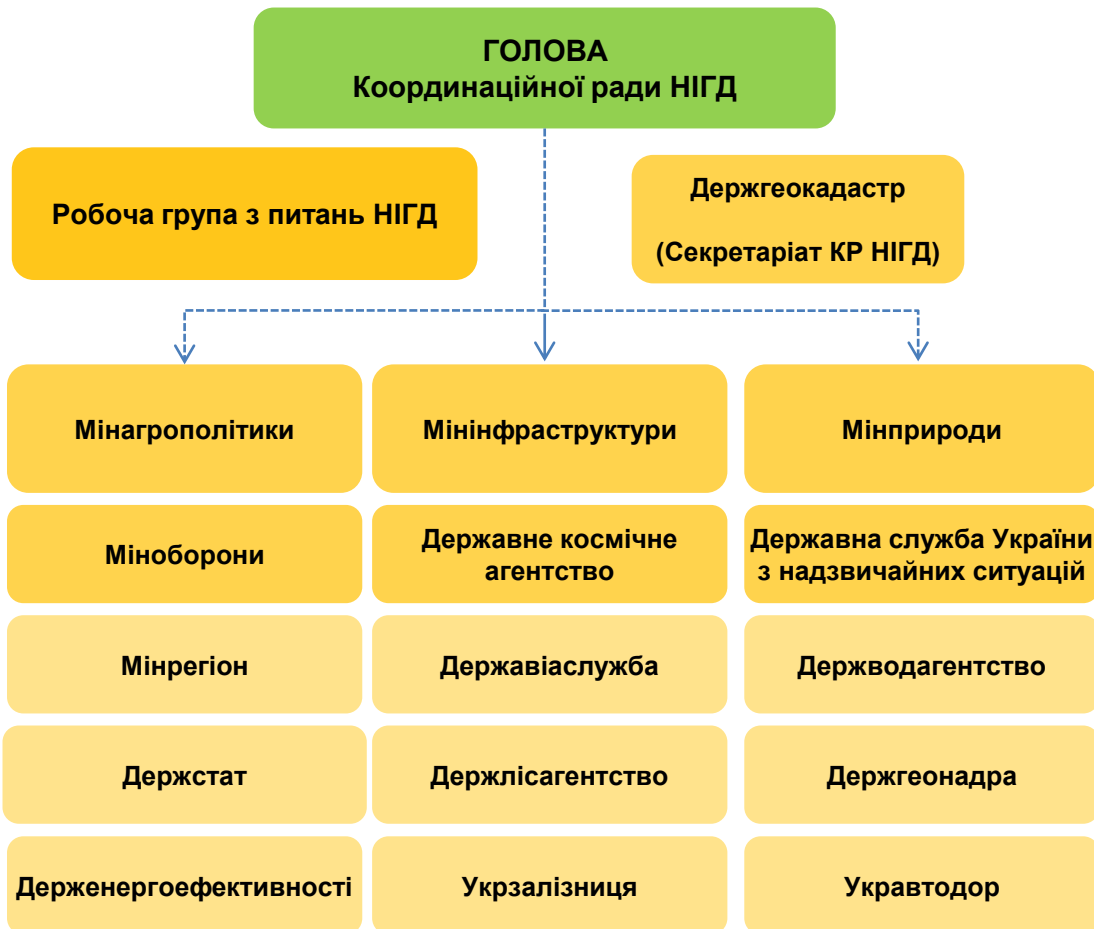 ГОЛОВА
Координаційної ради НІГД
Робоча група з питань НІГД
Держгеокадастр
(Секретаріат КР НІГД)
Мінагрополітики
Мінінфраструктури
Мінприроди
Міноборони
Державне космічне
агентство
Державна служба України
з надзвичайних ситуацій
Мінрегіон
Державіаслужба
Держводагентство
Держстат
Держлісагентство
Держгеонадра
Держенергоефективності
Укрзалізниця
Укравтодор